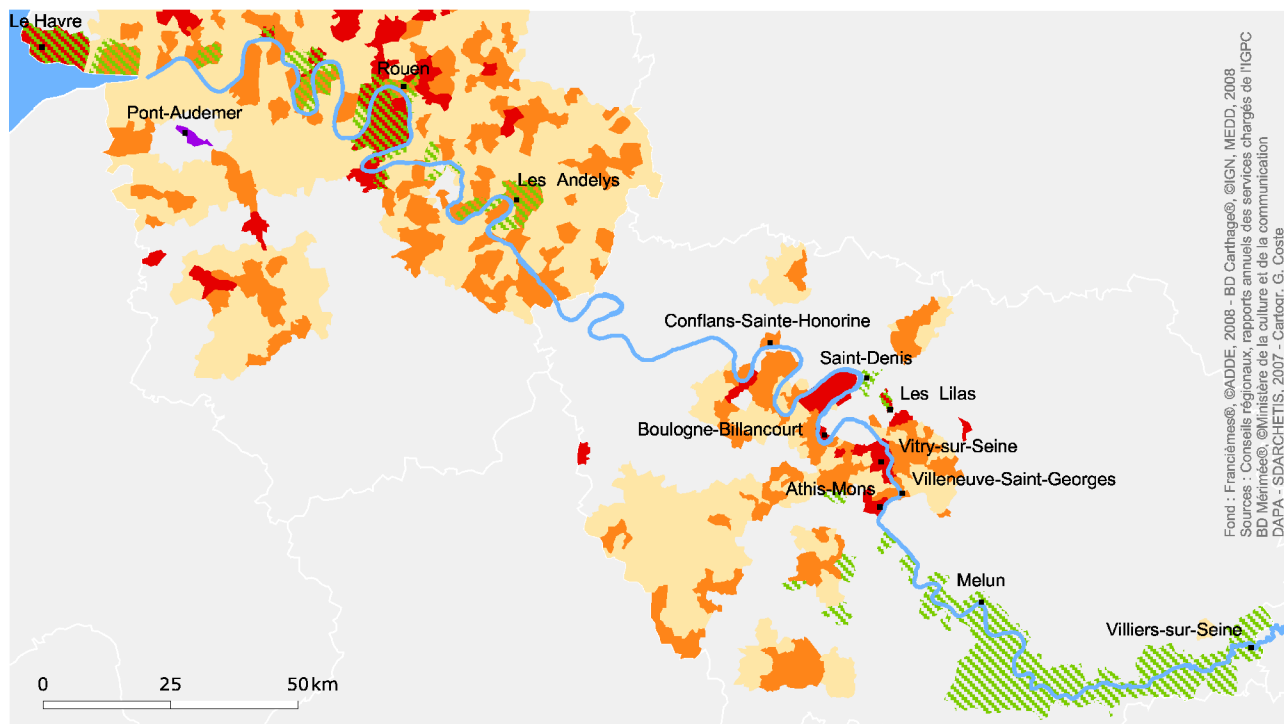 Le Havre
Rouen
Pont-Audemer
Les Andelys
Conflans-Sainte-Honorine
Saint-Denis
Les Lilas
Boulogne-Billancourt
Vitry-sur-Seine
Athis-Mons
Villeneuve-Saint-Georges
Melun
Villiers-sur-Seine
0 25 50 km
Fond : Francièmes®, ©ADDE, 2008 - BD Carthage®, ©IGN, MEDD, 2008
Sources : Conseils régionaux, rapports annuels des services chargés de l'IGPC
BD Mérimée®, ©Ministère de la culture et de la communication
DAPA - SDARCHETIS, 2007 - Cartogr. G. Coste